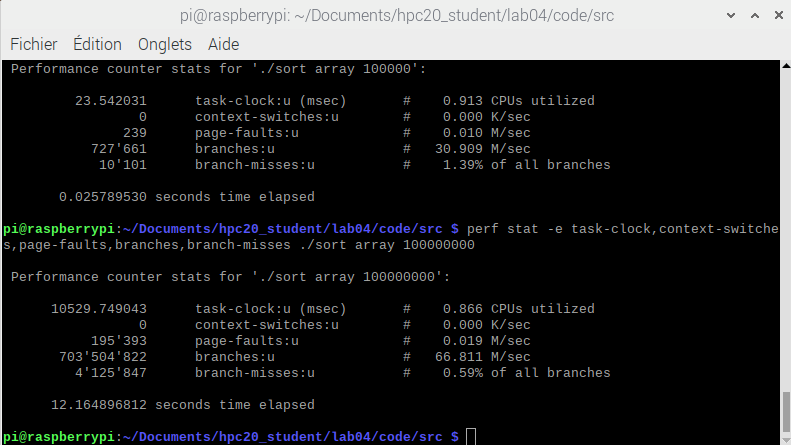 pi@raspberrypi: ~/Documents/hpc20_student/lab04/code/src
Fichier Édition Onglets Aide
Performance counter stats for './sort array 100000':
23.542031 task-clock:u (msec) # 0.913 CPUs utilized
0 context-switches:u # 0.000 K/sec
239 page-faults:u # 0.010 M/sec
727'661 branches:u # 30.909 M/sec
10'101 branch-misses:u # 1.39% of all branches
0.025789530 seconds time elapsed
pi@raspberrypi:~/Documents/hpc20_student/lab04/code/src $ perf stat -e task-clock,context-switche
s,page-faults,branches,branch-misses ./sort array 100000000
Performance counter stats for './sort array 100000000':
10529.749043 task-clock:u (msec) # 0.866 CPUs utilized
0 context-switches:u # 0.000 K/sec
195'393 page-faults:u # 0.019 M/sec
703'504'822 branches:u # 66.811 M/sec
4'125'847 branch-misses:u # 0.59% of all branches
12.164896812 seconds time elapsed
pi@raspberrypi:~/Documents/hpc20_student/lab04/code/src $